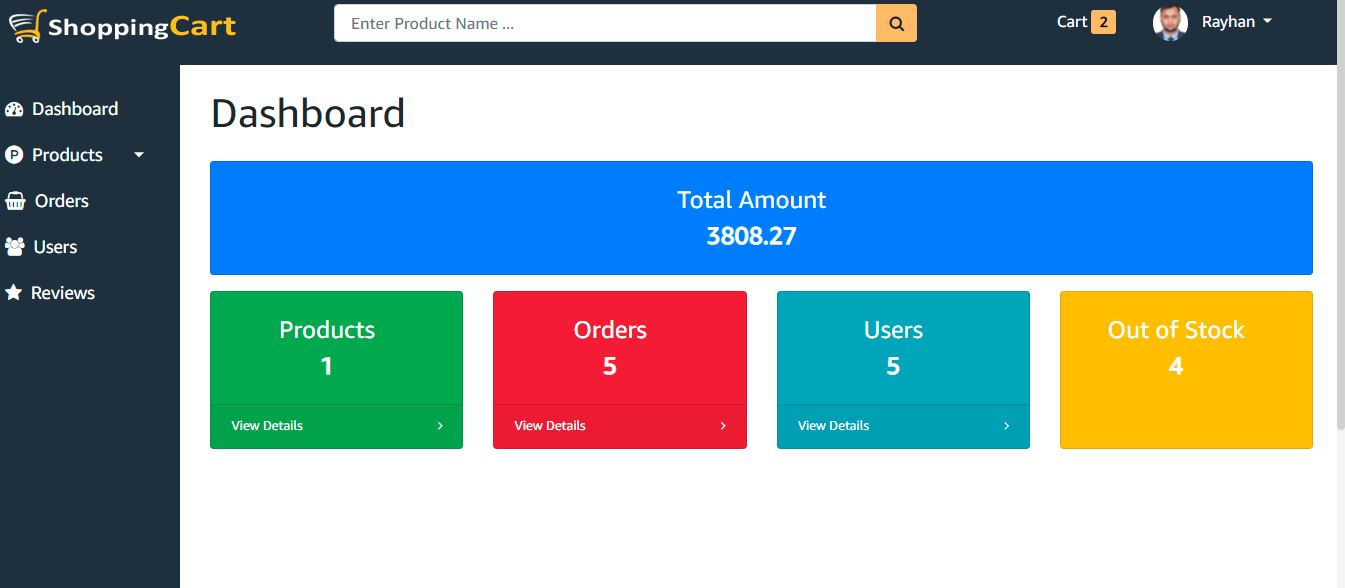 ShoppingCart
Enter Product Name ...
Cart 2
Rayhan
Dashboard
Products
Orders
Users
Reviews
Dashboard
Total Amount
3808.27
Products
1
View Details
Orders
5
View Details
Users
5
View Details
Out of Stock
4